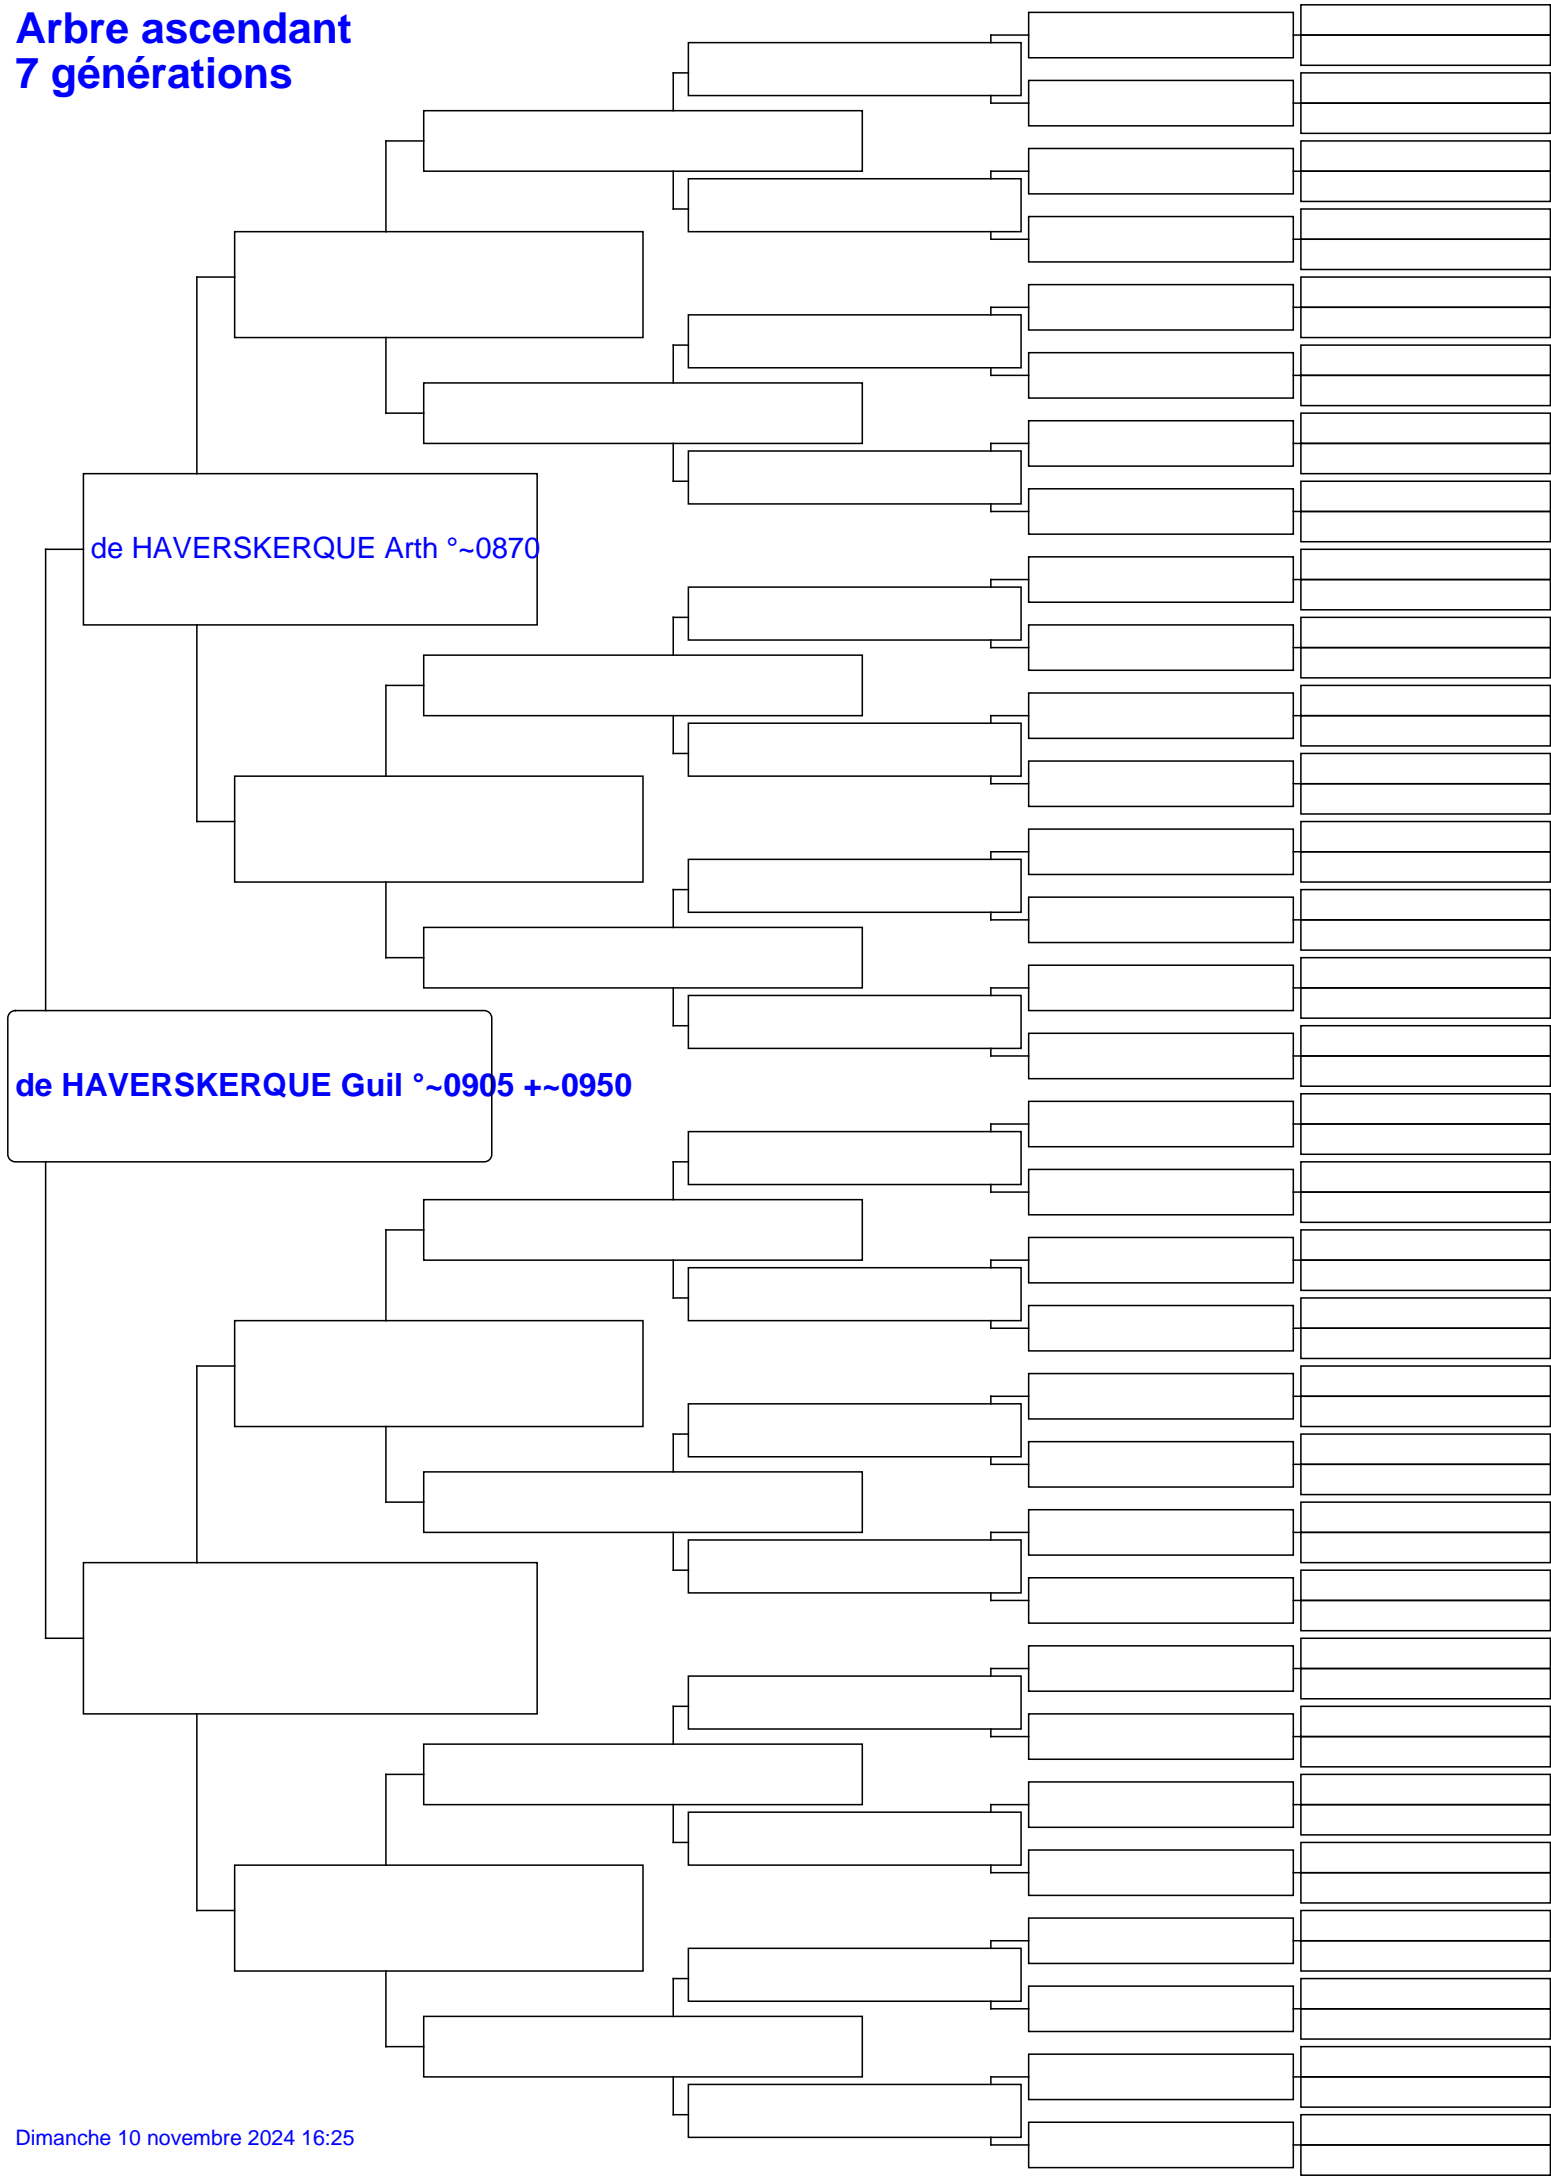 Arbre ascendant
7 générations
de HAVERSKERQUE Arth °~0870
de HAVERSKERQUE Guil °~0905 +~0950
Dimanche 10 novembre 2024 16:25